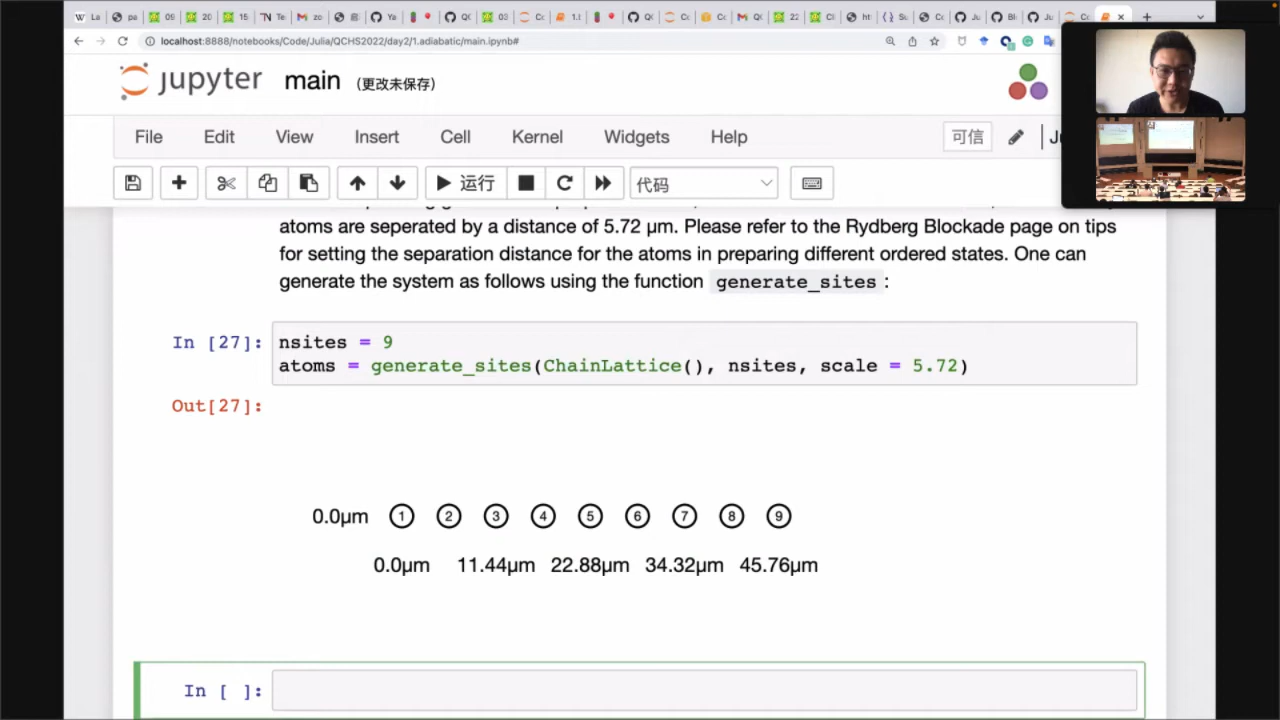 localhost:8888/notebooks/Code/Julia/QCHS2022/day2/1.adiabatic/main.ipynb#
jupyter main (更改未保存)
File Edit View Insert Cell Kernel Widgets Help 可信
运行 代码
atoms are seperated by a distance of 5.72 μm. Please refer to the Rydberg Blockade page on tips
for setting the separation distance for the atoms in preparing different ordered states. One can
generate the system as follows using the function generate_sites :
In [27]: nsites = 9
atoms = generate_sites(ChainLattice(), nsites, scale = 5.72)
Out[27]:
0.0μm 1 2 3 4 5 6 7 8 9
0.0μm 11.44μm 22.88μm 34.32μm 45.76μm
In [ ]: